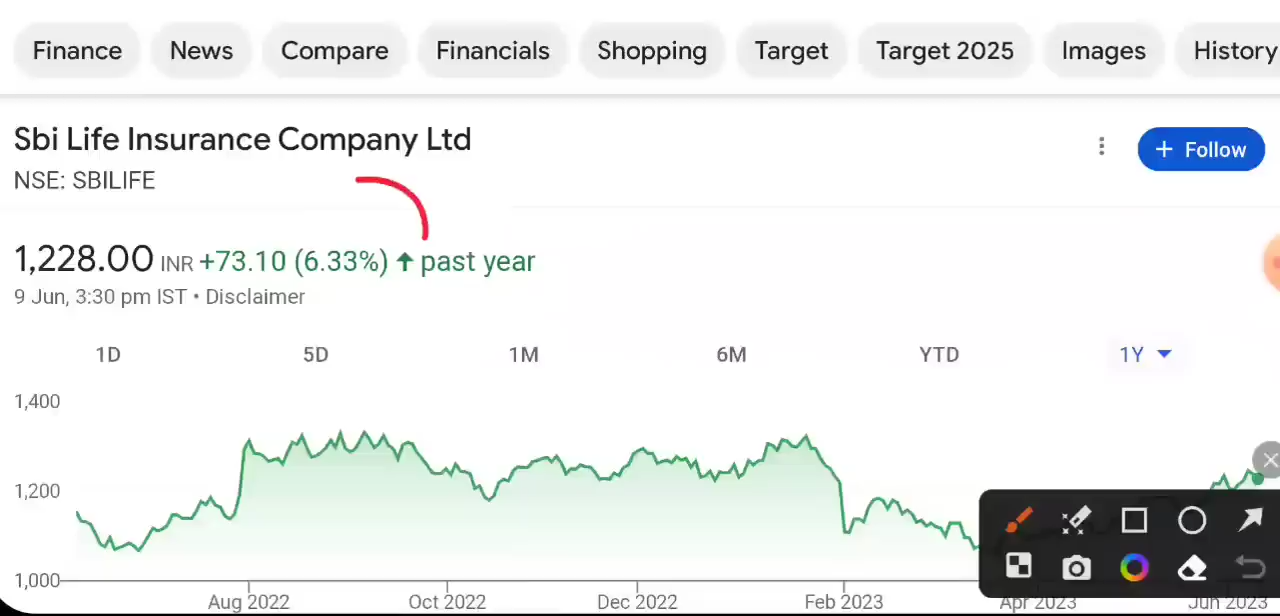 Finance News Compare Financials Shopping Target Target 2025 Images History
Sbi Life Insurance Company Ltd
+ Follow
NSE: SBILIFE
1,228.00 INR +73.10 (6.33%) ↑ past year
9 Jun, 3:30 pm IST • Disclaimer
1D 5D 1M 6M YTD 1Y
1,400
1,200
1,000
Aug 2022 Oct 2022 Dec 2022 Feb 2023 Apr 2023 Jun 2023